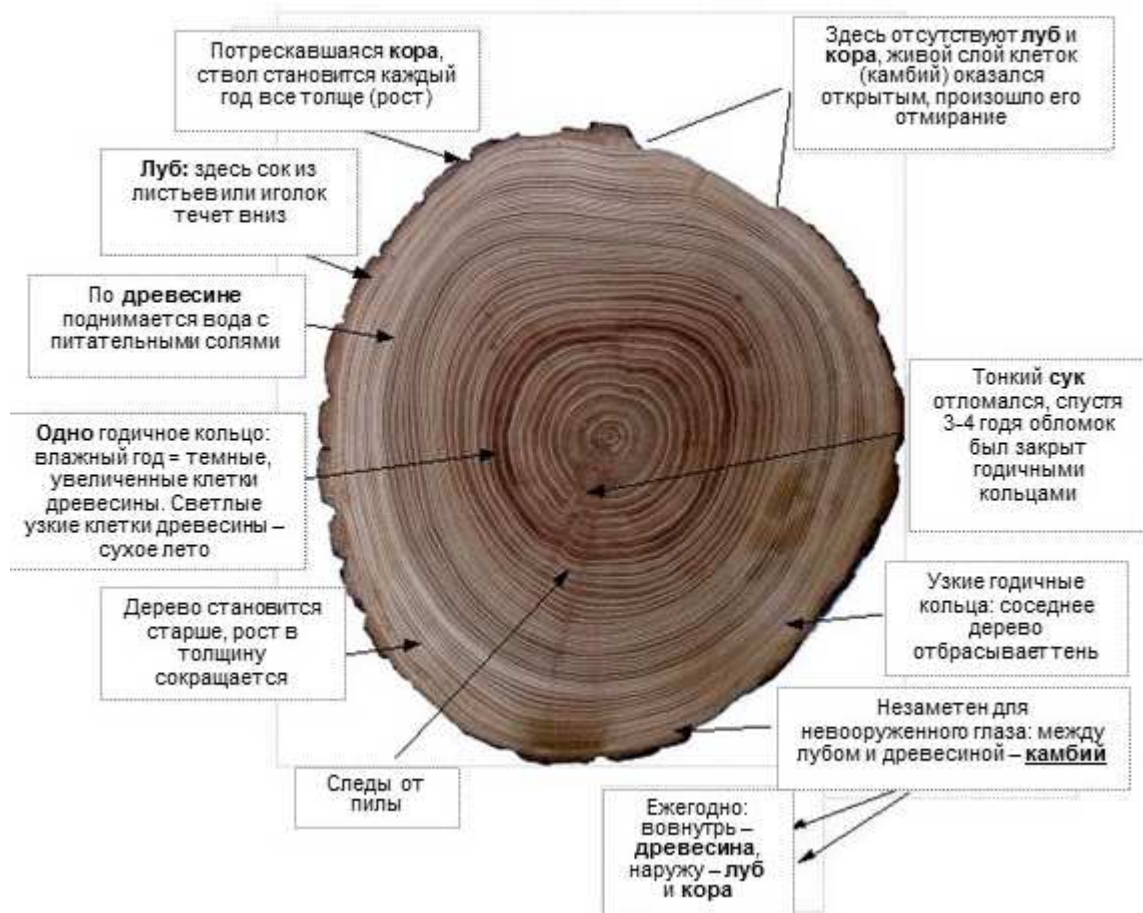 Потрескавшаяся кора,
ствол становится каждый
год все толще (рост)
Здесь отсутствуют луб и
кора, живой слой клеток
(камбий) оказался
открытым, произошло его
отмирание
Луб: здесь сок из
листьев или иголок
течет вниз
По древесине
поднимается вода с
питательными солями
Тонкий сук
отломался, спустя
3-4 годя обломок
был закрыт
годичными
кольцами
Одно годичное кольцо:
влажный год = темные,
увеличенные клетки
древесины. Светлые
узкие клетки древесины –
сухое лето
Узкие годичные
кольца: соседнее
дерево
отбрасывает тень
Дерево становится
старше, рост в
толщину
сокращается
Незаметен для
невооруженного глаза: между
лубом и древесиной – камбий
Следы от
пилы
Ежегодно:
вовнутрь –
древесина,
наружу – луб
и кора